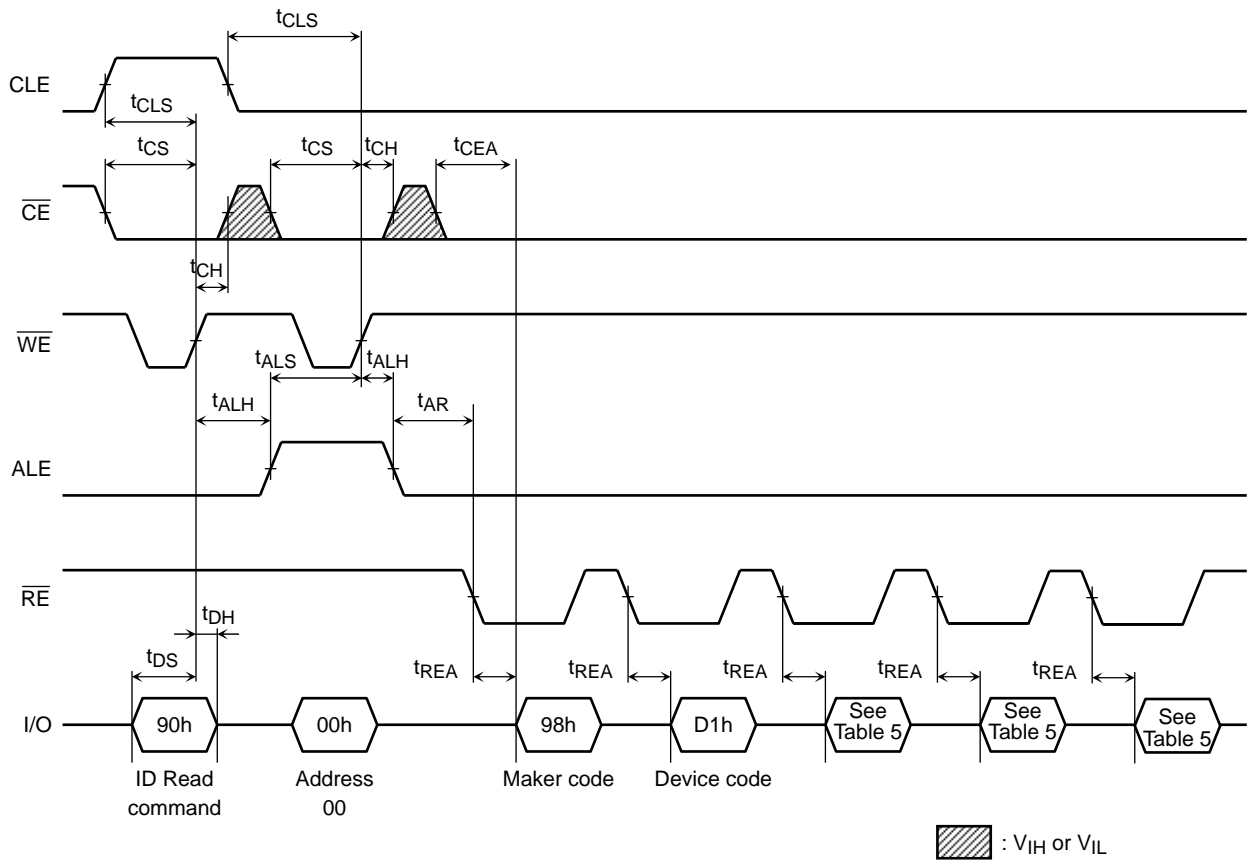 tCLS
CLE
tCLS
tCS
tCS
tCH
tCEA
CE
tCH
WE
tALS
tALH
tALH
tAR
ALE
RE
tDH
tDS
tREA
tREA
tREA
tREA
tREA
I/O
90h
00h
98h
D1h
See
Table 5
See
Table 5
See
Table 5
ID Read
command
Address
00
Maker code
Device code
: VIH or VIL